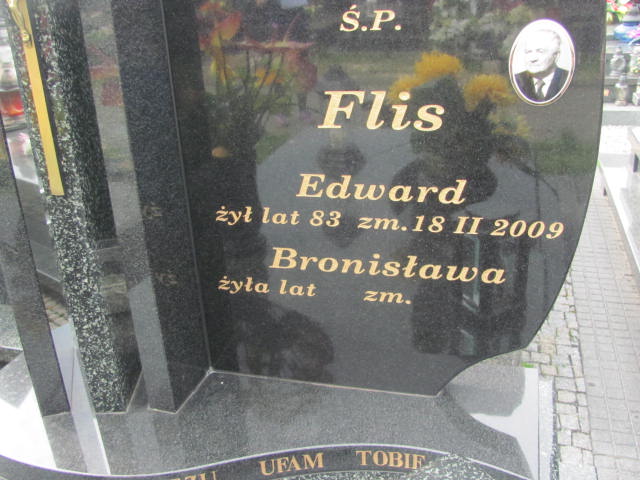 Ś.P.
Flis
Edward
żył lat 83 zm.18 II 2009
Bronisława
żyła lat zm.
UFAM TOBIE